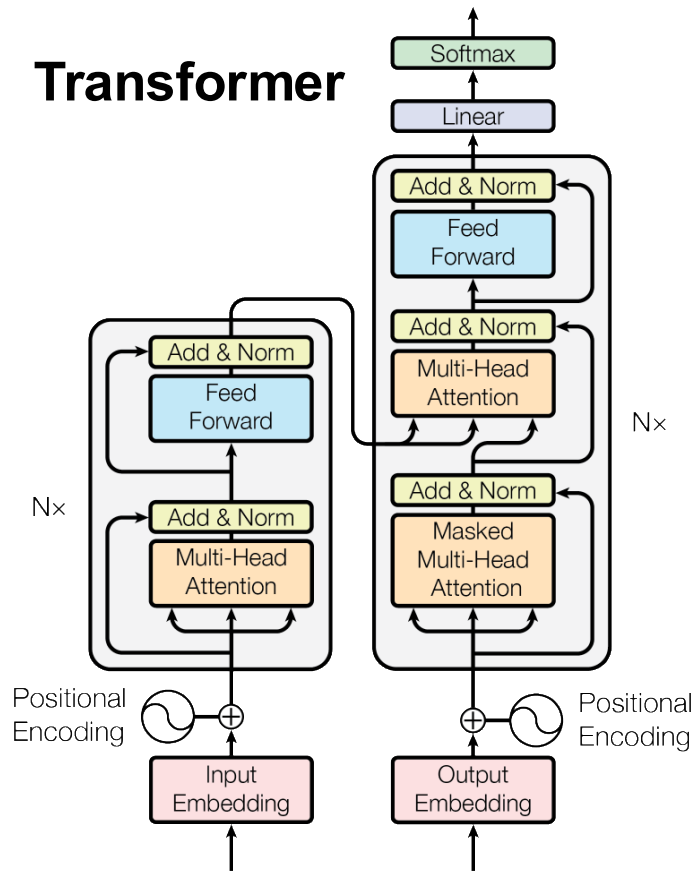 Transformer
Softmax
Linear
Add & Norm
Feed
Forward
Add & Norm
Multi-Head
Attention
N×
Add & Norm
Masked
Multi-Head
Attention
Add & Norm
Feed
Forward
N×
Add & Norm
Multi-Head
Attention
Positional
Encoding
Positional
Encoding
Input
Embedding
Output
Embedding